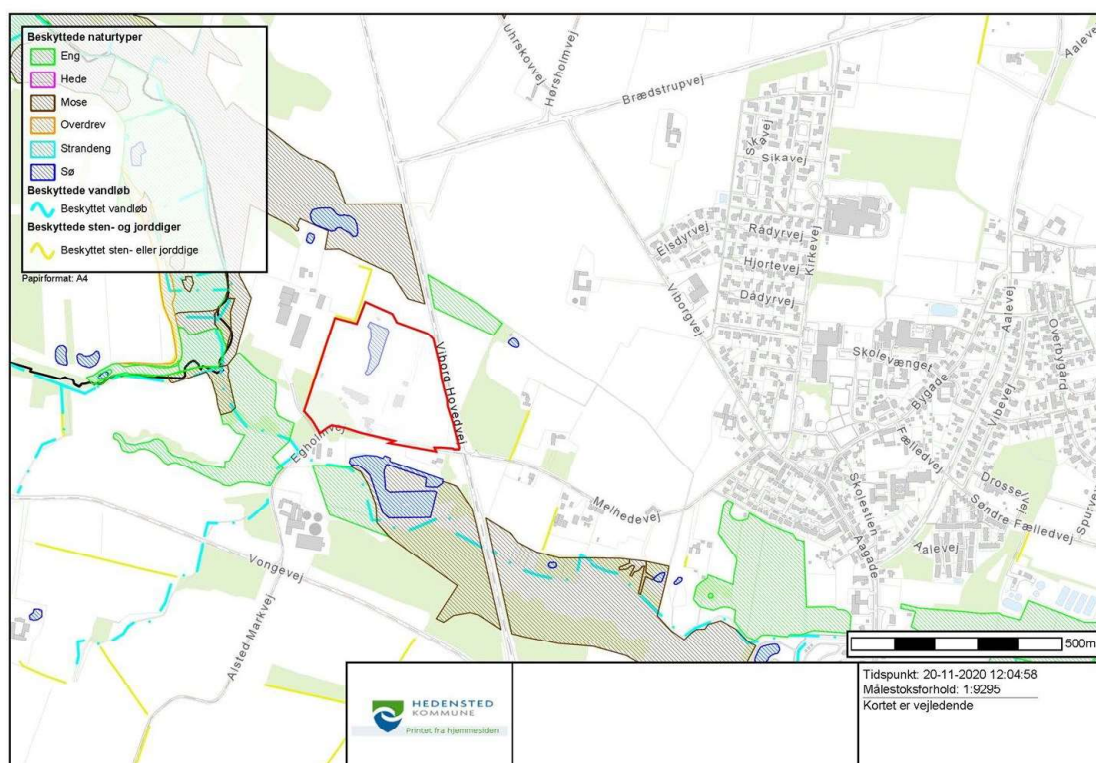 Beskyttede naturtyper
Eng
Hede
Mose
Overdrev
Strandeng
Sø
Beskyttede vandløb
Beskyttet vandløb
Beskyttede sten- og jorddiger
Beskyttet sten- eller jorddige
Papirformat: A4
Uhrskovvej
Hørsholmvej
Brædstrupvej
Aalevej
Sikavej
Sikavej
Elsdyrvej
Rådyrvej
Hjortevej
Dådyrvej
Kirkevej
Viborgvej
Viborg Hovedvej
Skolevænget
Bygade
Aalevej
Vibevej
Overbygård
Egholmvej
Fælledvej
Drosselvej
Spurvevej
Søndre Fælledvej
Skolestien
Aagade
Aalevej
Melhedevej
Vongevej
Alsted Markvej
500m
HEDENSTED
KOMMUNE
Printet fra hjemmesiden
Tidspunkt: 20-11-2020 12:04:58
Målestoksforhold: 1:9295
Kortet er vejledende